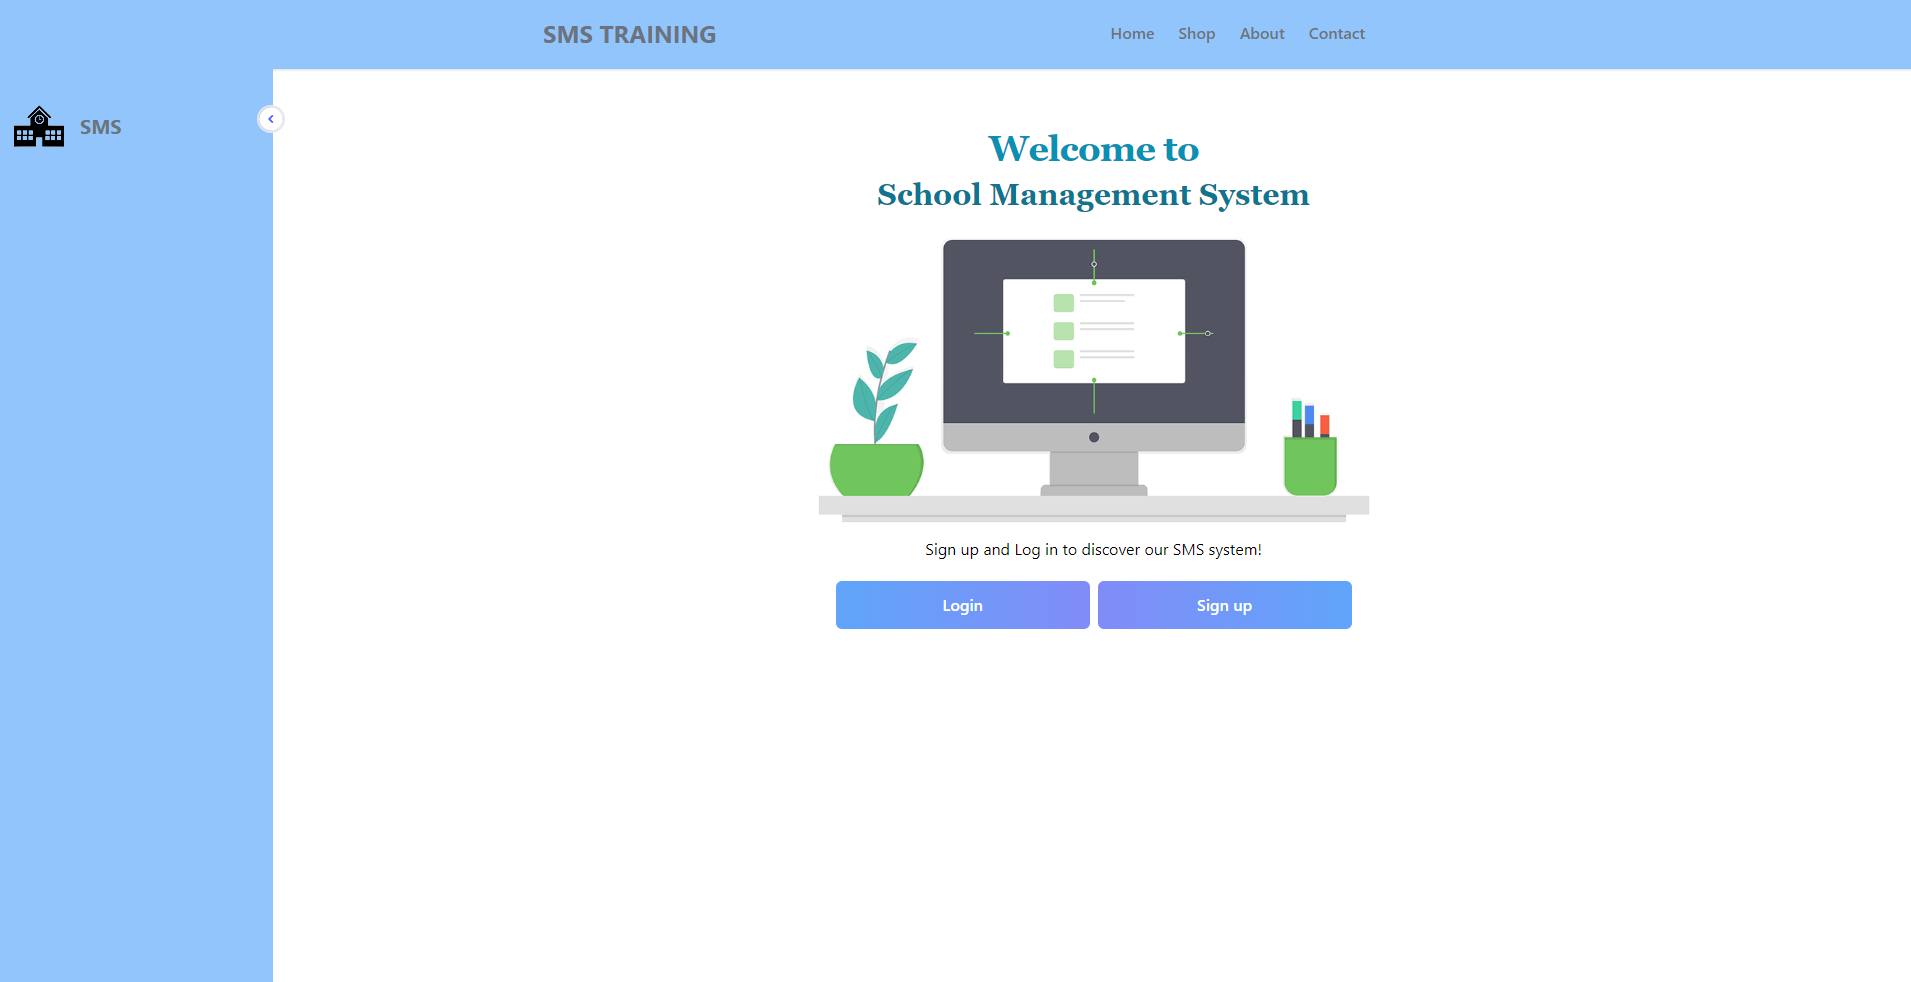 SMS TRAINING
Home Shop About Contact
SMS
Welcome to
School Management System
Sign up and Log in to discover our SMS system!
Login Sign up